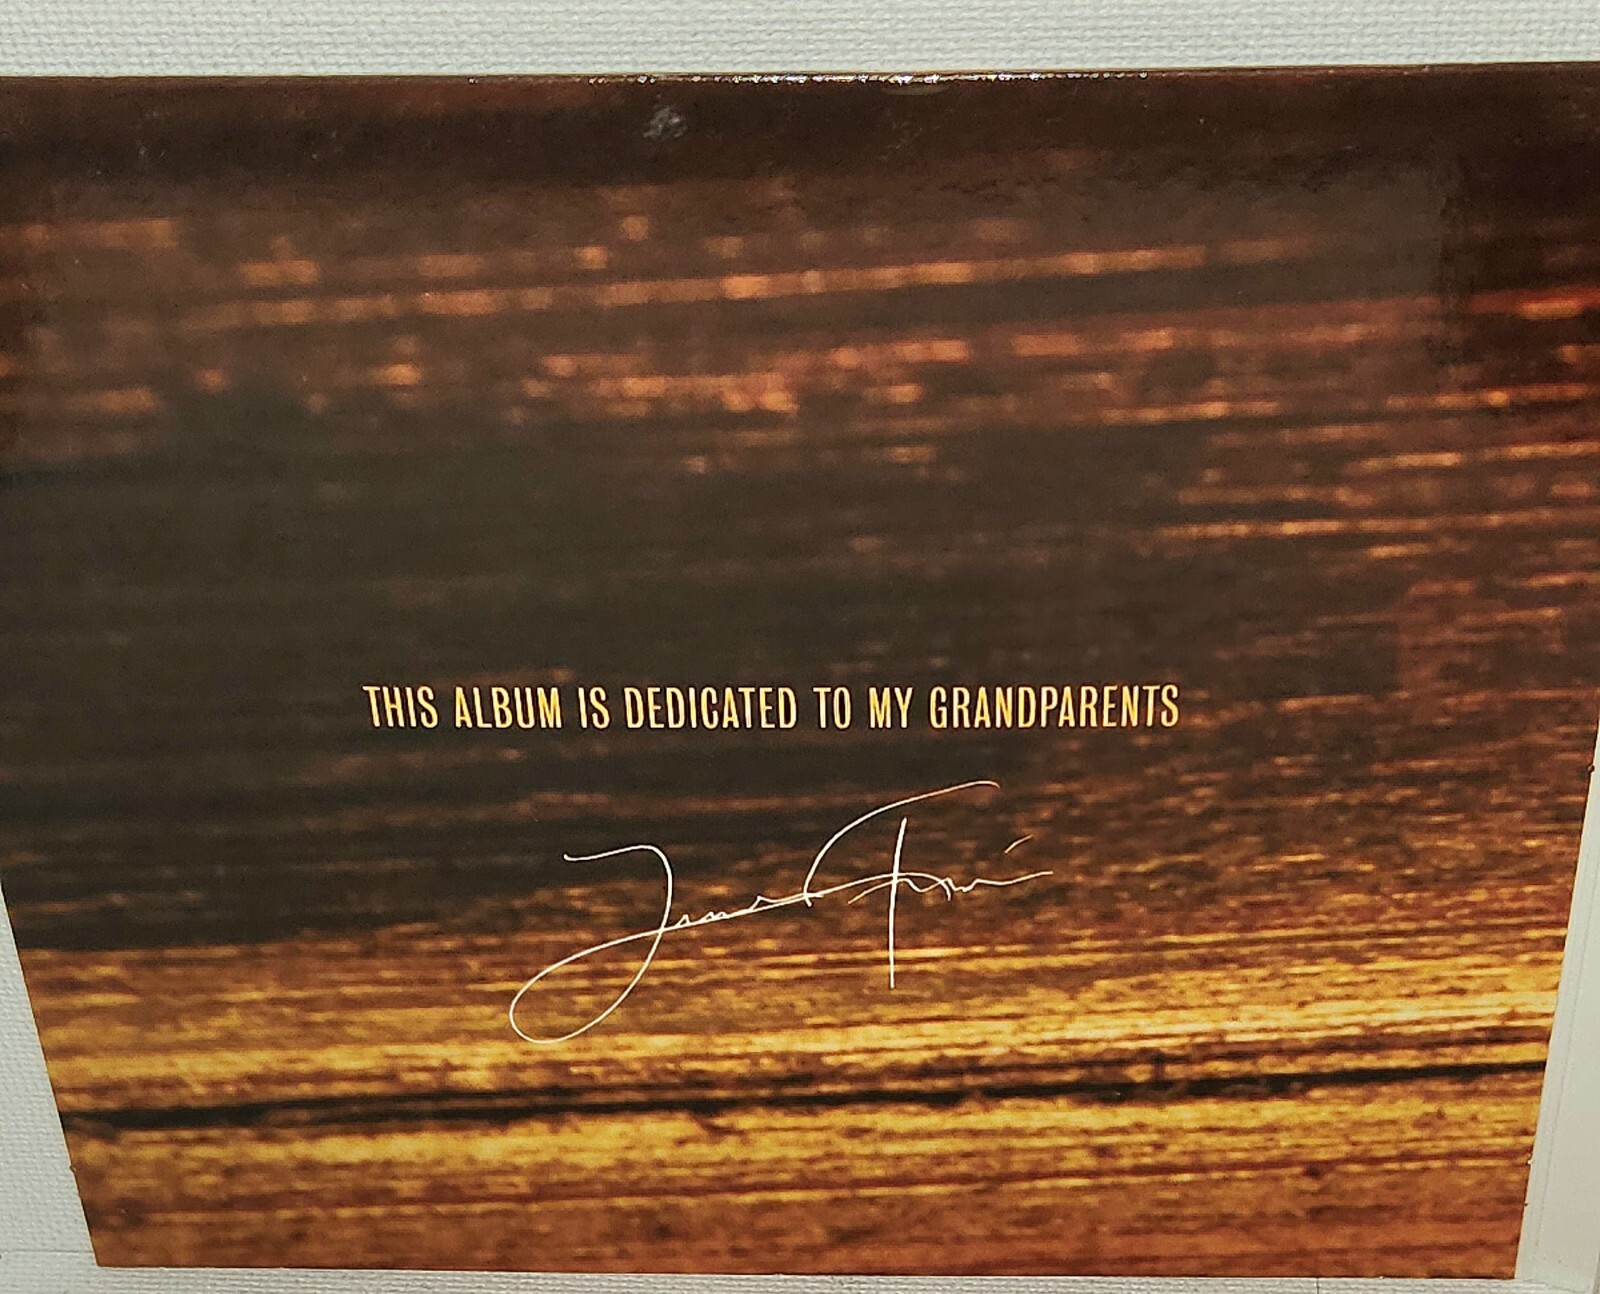 THIS ALBUM IS DEDICATED TO MY GRANDPARENTS